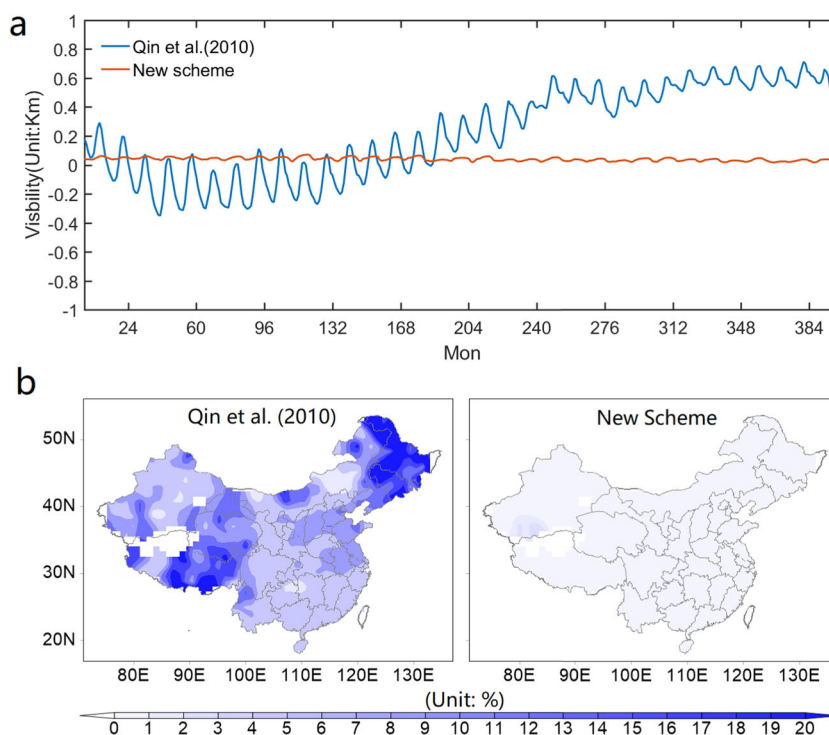 a
1
0.8
0.6
0.4
0.2
0
-0.2
-0.4
-0.6
-0.8
-1
Visbility(Unit:Km)
Qin et al.(2010)
New scheme
24 60 96 132 168 204 240 276 312 348 384
Mon
b
Qin et al. (2010)
New Scheme
50N
40N
30N
20N
80E 90E 100E 110E 120E 130E
80E 90E 100E 110E 120E 130E
(Unit: %)
0 1 2 3 4 5 6 7 8 9 10 11 12 13 14 15 16 17 18 19 20